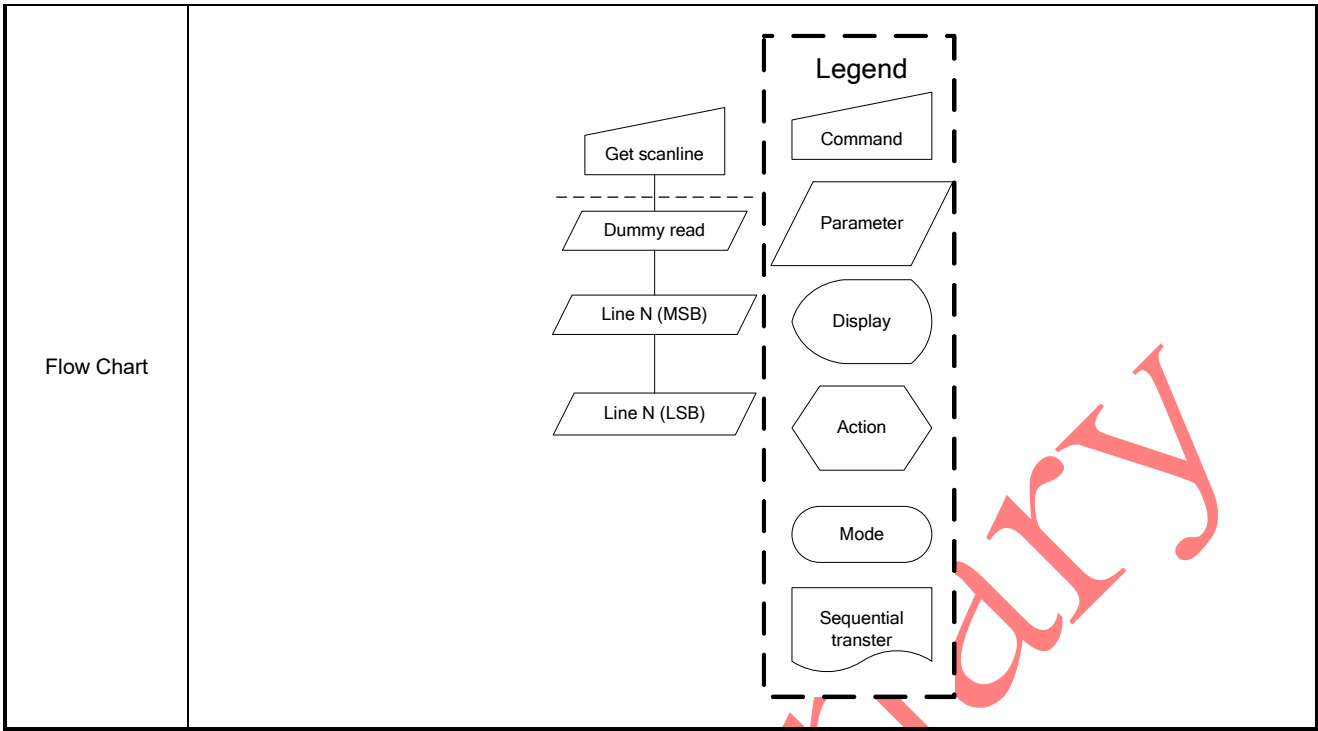 Flow Chart
Get scanline
Dummy read
Line N (MSB)
Line N (LSB)
Legend
Command
Parameter
Display
Action
Mode
Sequential
transter